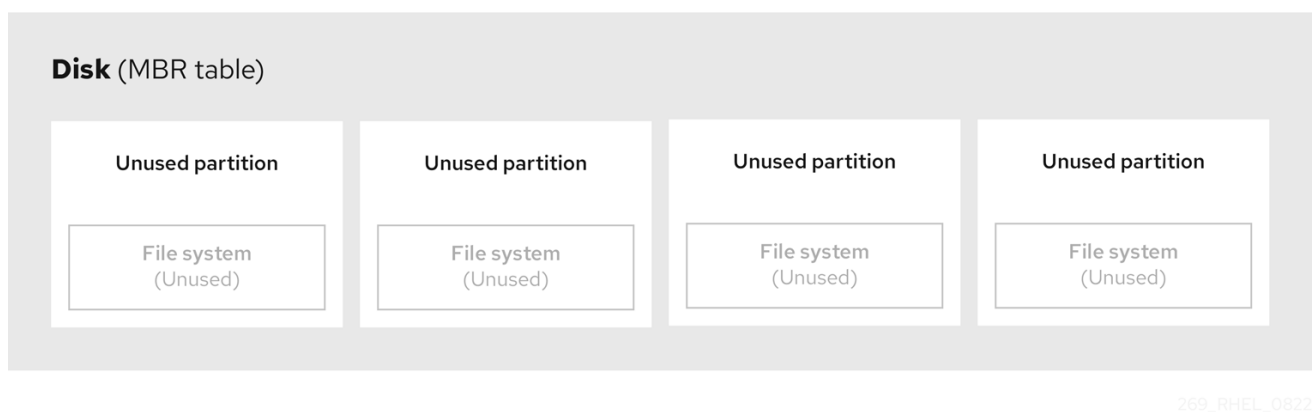 Disk (MBR table)
Unused partition
File system
(Unused)
Unused partition
File system
(Unused)
Unused partition
File system
(Unused)
Unused partition
File system
(Unused)
269_RHEL_0822